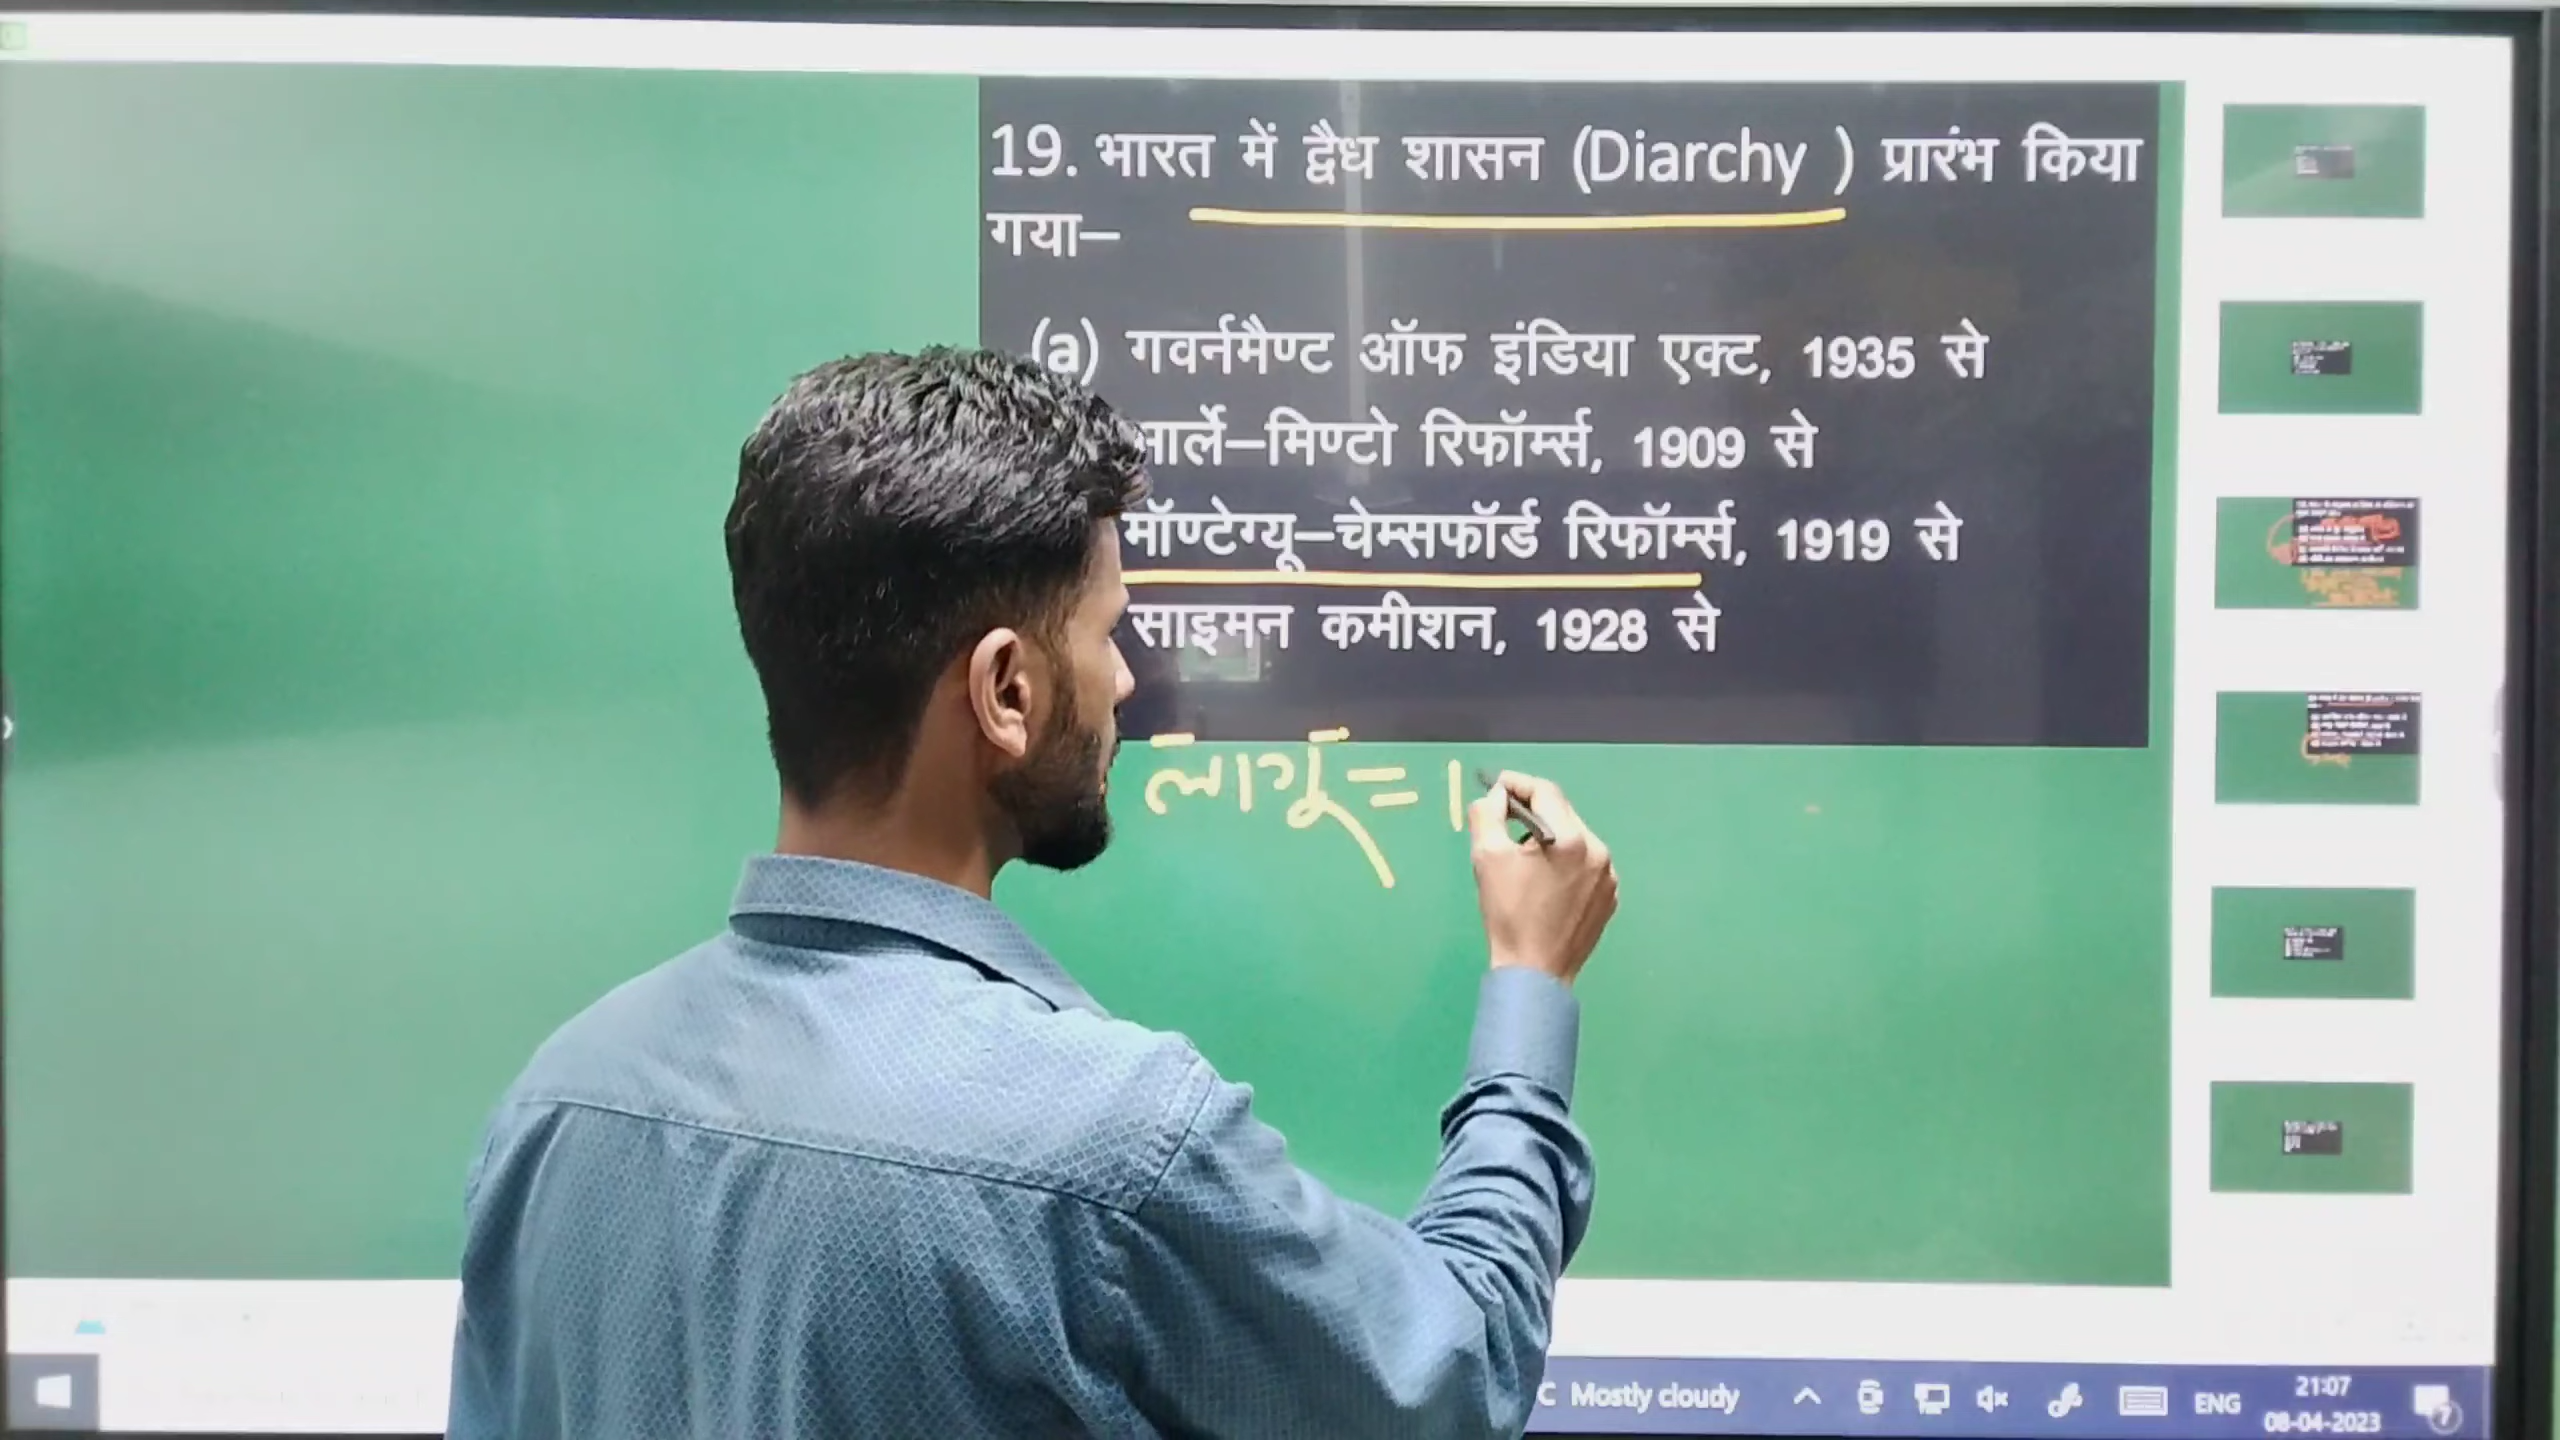 19. भारत में द्वैध शासन (Diarchy ) प्रारंभ किया
गया–
(a) गवर्नमैण्ट ऑफ इंडिया एक्ट, 1935 से
मार्ले–मिण्टो रिफॉर्म्स, 1909 से
मॉण्टेग्यू–चेम्सफॉर्ड रिफॉर्म्स, 1919 से
साइमन कमीशन, 1928 से
लागू = 1
C Mostly cloudy
ENG
21:07
08-04-2023
7